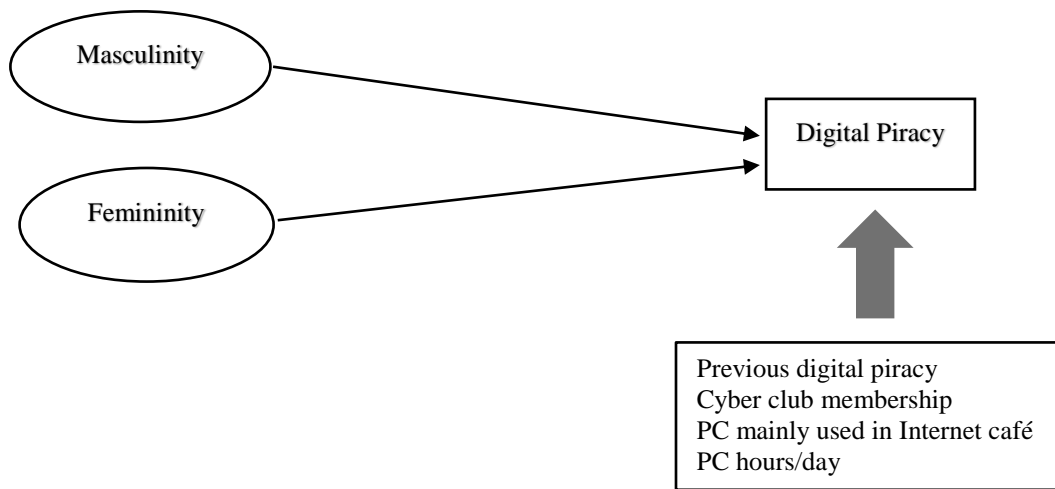 Masculinity
Digital Piracy
Femininity
Previous digital piracy
Cyber club membership
PC mainly used in Internet café
PC hours/day